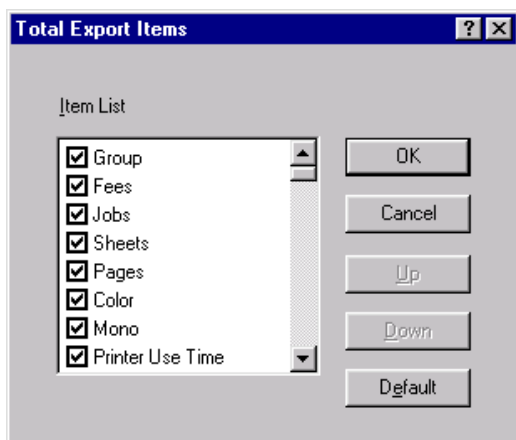 Total Export Items
Item List
Group
Fees
Jobs
Sheets
Pages
Color
Mono
Printer Use Time
OK
Cancel
Up
Down
Default